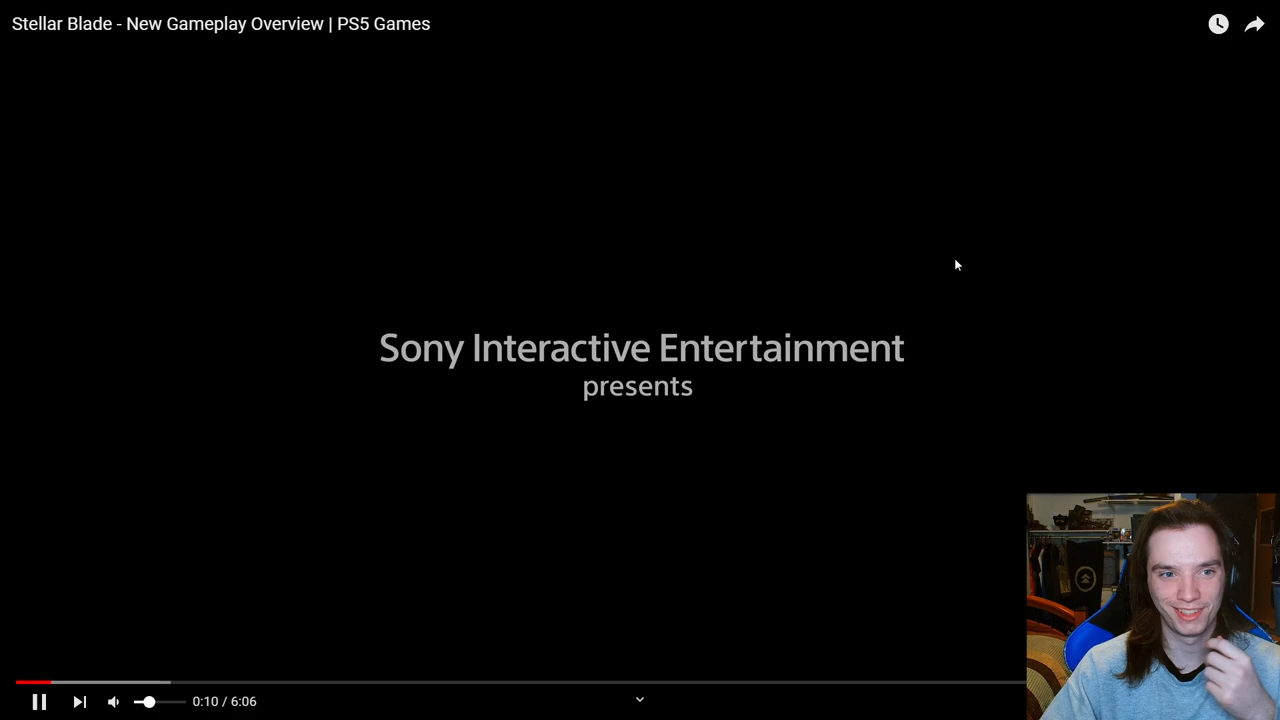 Stellar Blade - New Gameplay Overview | PS5 Games
Sony Interactive Entertainment
presents
0:10 / 6:06